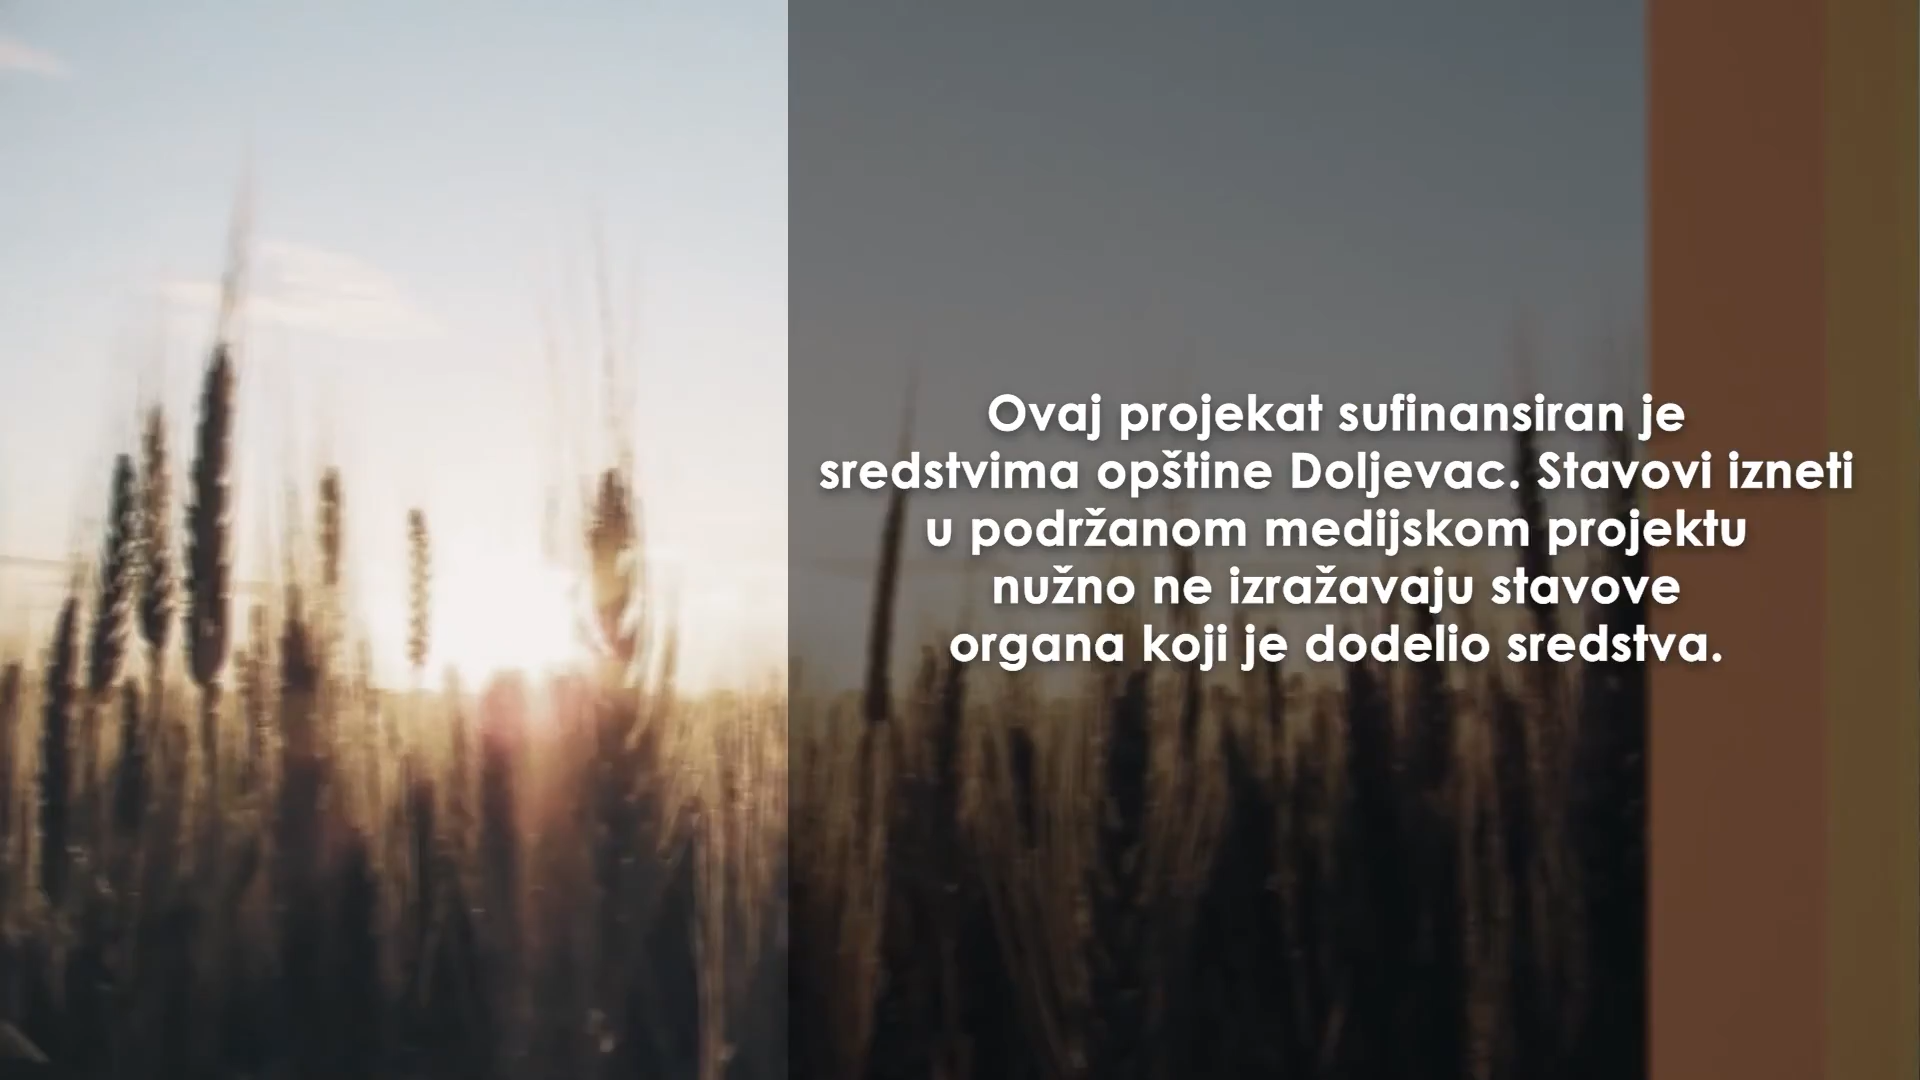 Ovaj projekat sufinansiran je
sredstvima opštine Doljevac. Stavovi izneti
u podržanom medijskom projektu
nužno ne izražavaju stavove
organa koji je dodelio sredstva.